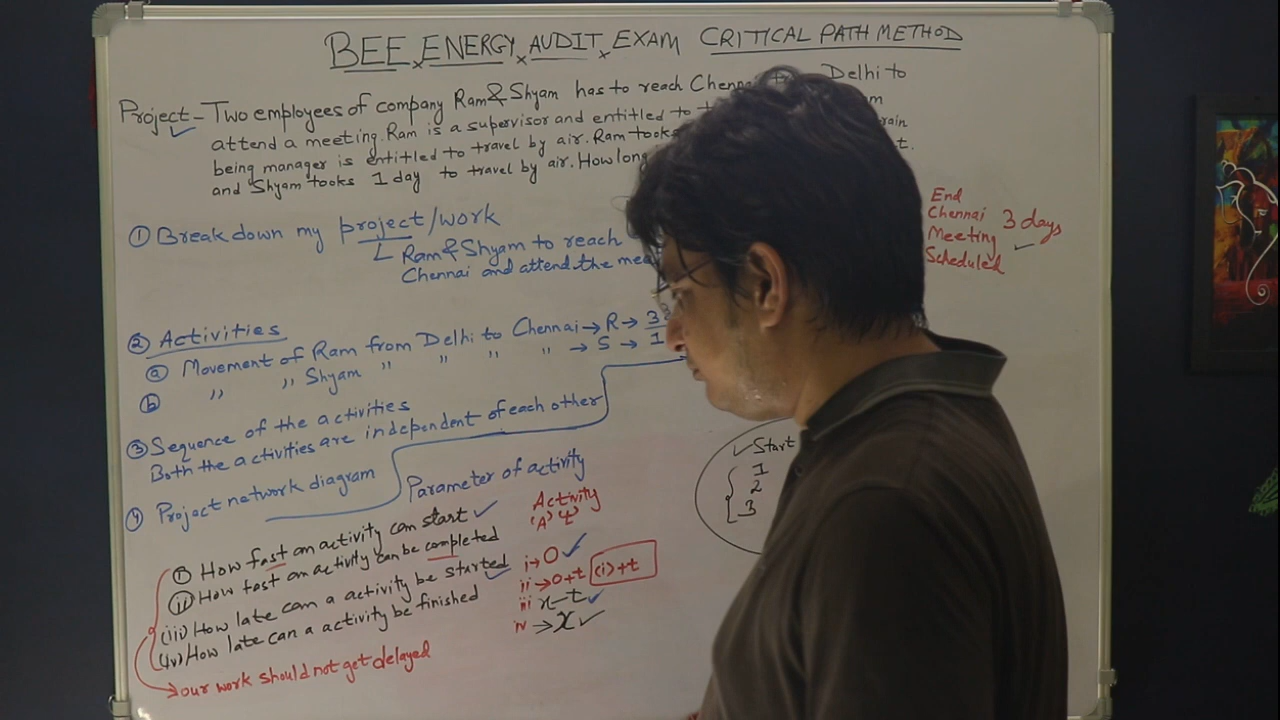 BEE ENERGY AUDIT EXAM CRITICAL PATH METHOD
Project - Two employees of company Ram & Shyam has to reach Chennai Delhi to
attend a meeting. Ram is a supervisor and entitled to
being manager is entitled to travel by air. Ram tooks
and Shyam tooks 1 day to travel by air. How long
① Break down my project/work
Ram & Shyam to reach
Chennai and attend the
End
Chennai 3 days
Meeting
Scheduled
② Activities
ⓐ Movement of Ram from Delhi to Chennai → R → 3
ⓑ " " Shyam " " " " → S → 1
③ Sequence of the activities
Both the activities are independent of each other
④ Project network diagram
Parameter of activity
(i) How fast an activity can start
(ii) How fast an activity can be completed
(iii) How late can a activity be started
(iv) How late can a activity be finished
→ our work should not get delayed
Activity
'A' 't'
i → 0
ii → 0+t (i)+t
iii x-t
iv → x
Start
1
2
3